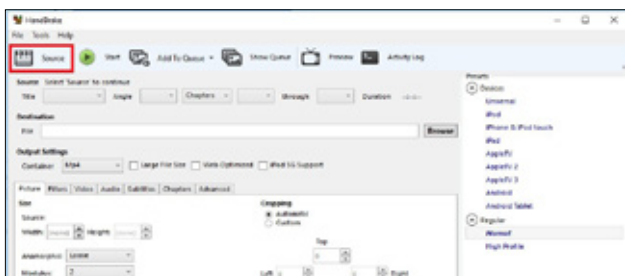 HandBrake
File Tools Help
Source Start Add To Queue Show Queue Preview Activity Log
Source Select 'Source' to continue
Title Angle Chapters through Duration --:--:--
Presets
Devices
Universal
iPod
iPhone & iPod touch
iPad
AppleTV
AppleTV 2
AppleTV 3
Android
Android Tablet
Regular
Normal
High Profile
Destination
File Browse
Output Settings
Container Mp4 Large File Size Web Optimized iPod 5G Support
Picture Filters Video Audio Subtitles Chapters Advanced
Size
Source:
Width: Height:
Anamorphic: Loose
Modulus: 2
Cropping
Automatic
Custom
Top
0
Left 0 0 Right